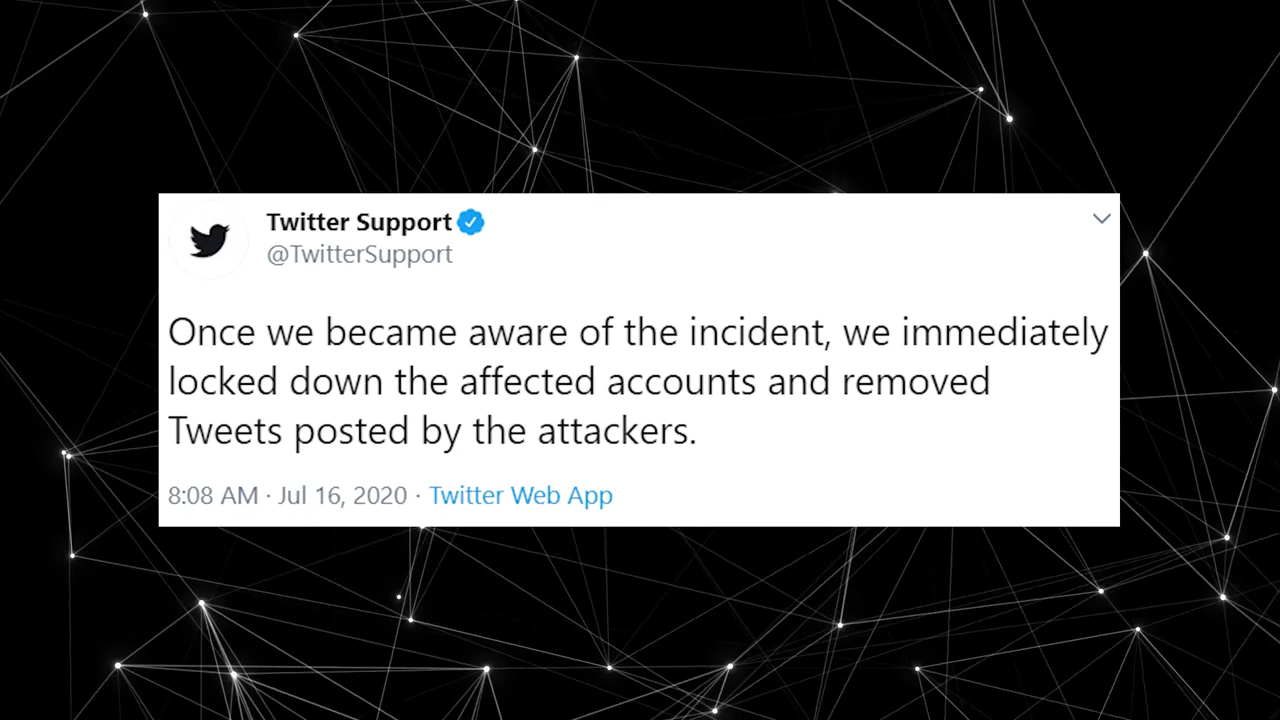 Twitter Support
@TwitterSupport
Once we became aware of the incident, we immediately
locked down the affected accounts and removed
Tweets posted by the attackers.
8:08 AM · Jul 16, 2020 · Twitter Web App